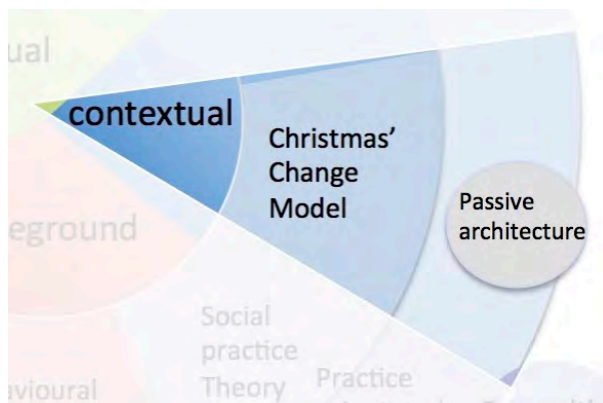 ual
contextual
Christmas’
Change
Model
Passive
architecture
eground
Social
practice
Theory
Practice
avioural